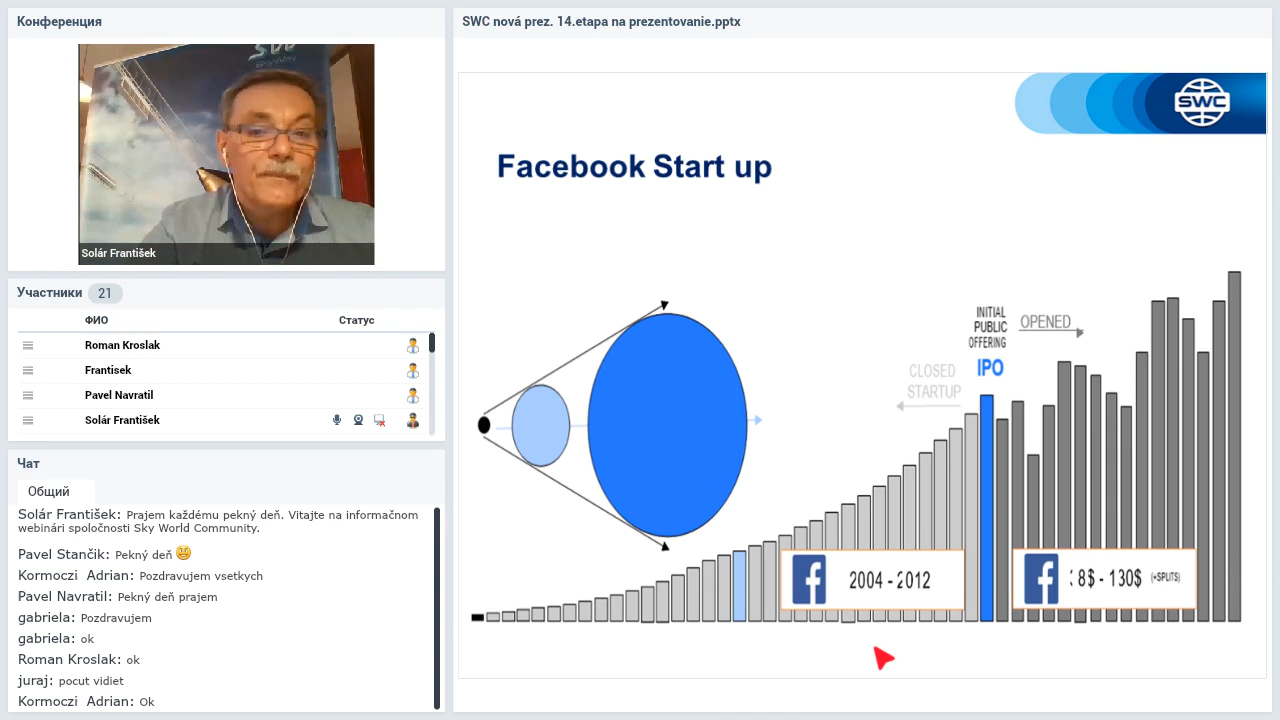 Конференция
Solár František
Участники 21
ФИО Статус
Roman Kroslak
Frantisek
Pavel Navratil
Solár František
Чат
Общий
Solár František: Prajem každému pekný deň. Vitajte na informačnom
webinári spoločnosti Sky World Community.
Pavel Stančik: Pekný deň
Kormoczi Adrian: Pozdravujem vsetkych
Pavel Navratil: Pekný deň prajem
gabriela: Pozdravujem
gabriela: ok
Roman Kroslak: ok
juraj: pocut vidiet
Kormoczi Adrian: Ok
SWC nová prez. 14.etapa na prezentovanie.pptx
SWC
Facebook Start up
INITIAL
PUBLIC
OFFERING
IPO
OPENED
CLOSED
STARTUP
2004 - 2012
8$ - 130$ (+SPLITS)